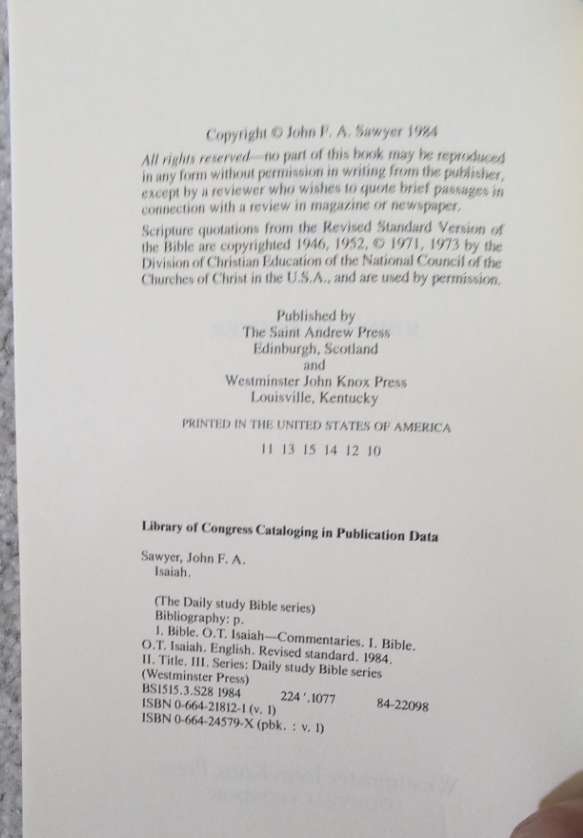 Copyright © John F. A. Sawyer 1984
All rights reserved—no part of this book may be reproduced
in any form without permission in writing from the publisher,
except by a reviewer who wishes to quote brief passages in
connection with a review in magazine or newspaper.
Scripture quotations from the Revised Standard Version of
the Bible are copyrighted 1946, 1952, © 1971, 1973 by the
Division of Christian Education of the National Council of the
Churches of Christ in the U.S.A., and are used by permission.
Published by
The Saint Andrew Press
Edinburgh, Scotland
and
Westminster John Knox Press
Louisville, Kentucky
PRINTED IN THE UNITED STATES OF AMERICA
11 13 15 14 12 10
Library of Congress Cataloging in Publication Data
Sawyer, John F. A.
Isaiah.
(The Daily study Bible series)
Bibliography: p.
1. Bible. O.T. Isaiah—Commentaries. I. Bible.
O.T. Isaiah. English. Revised standard. 1984.
II. Title. III. Series: Daily study Bible series
(Westminster Press)
BS1515.3.S28 1984 224′.1077 84-22098
ISBN 0-664-21812-1 (v. 1)
ISBN 0-664-24579-X (pbk. : v. 1)